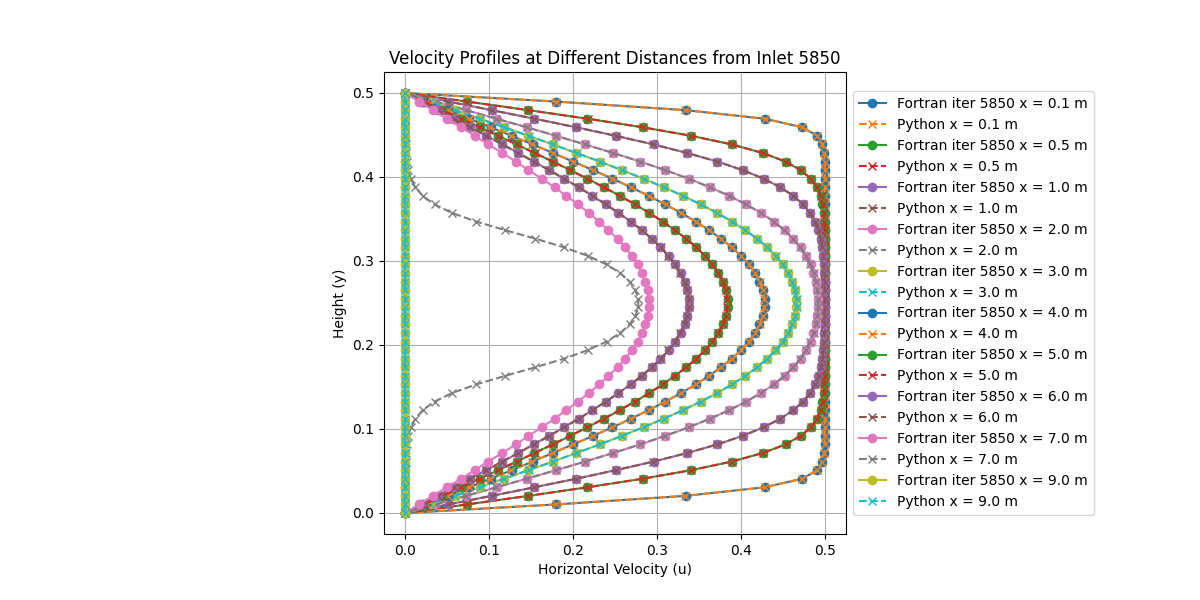 Velocity Profiles at Different Distances from Inlet 5850
0.5
0.4
0.3
0.2
0.1
0.0
Height (y)
0.0 0.1 0.2 0.3 0.4 0.5
Horizontal Velocity (u)
Fortran iter 5850 x = 0.1 m
Python x = 0.1 m
Fortran iter 5850 x = 0.5 m
Python x = 0.5 m
Fortran iter 5850 x = 1.0 m
Python x = 1.0 m
Fortran iter 5850 x = 2.0 m
Python x = 2.0 m
Fortran iter 5850 x = 3.0 m
Python x = 3.0 m
Fortran iter 5850 x = 4.0 m
Python x = 4.0 m
Fortran iter 5850 x = 5.0 m
Python x = 5.0 m
Fortran iter 5850 x = 6.0 m
Python x = 6.0 m
Fortran iter 5850 x = 7.0 m
Python x = 7.0 m
Fortran iter 5850 x = 9.0 m
Python x = 9.0 m